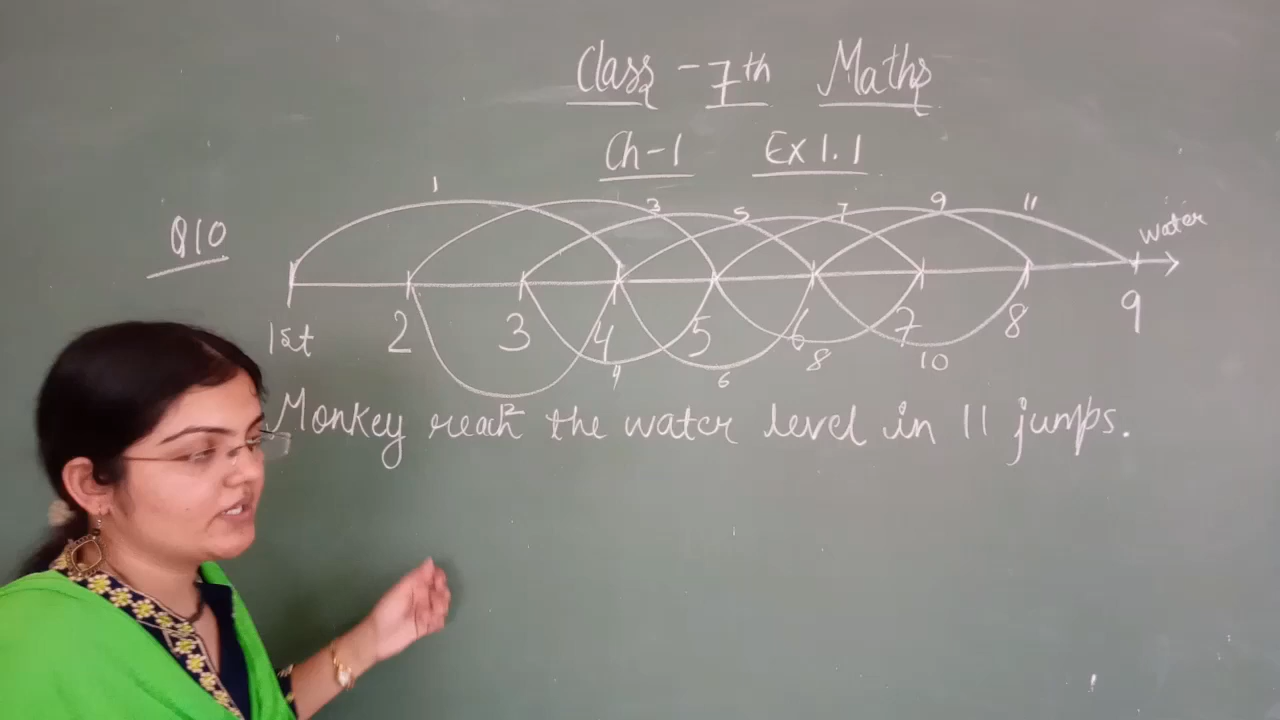 Class - 7th Maths
Ch-1 Ex 1.1
1 3 5 7 9 11
Q10
water
1st 2 3 4 5 6 7 8 9
4 6 8 10
2
Monkey reach the water level in 11 jumps.